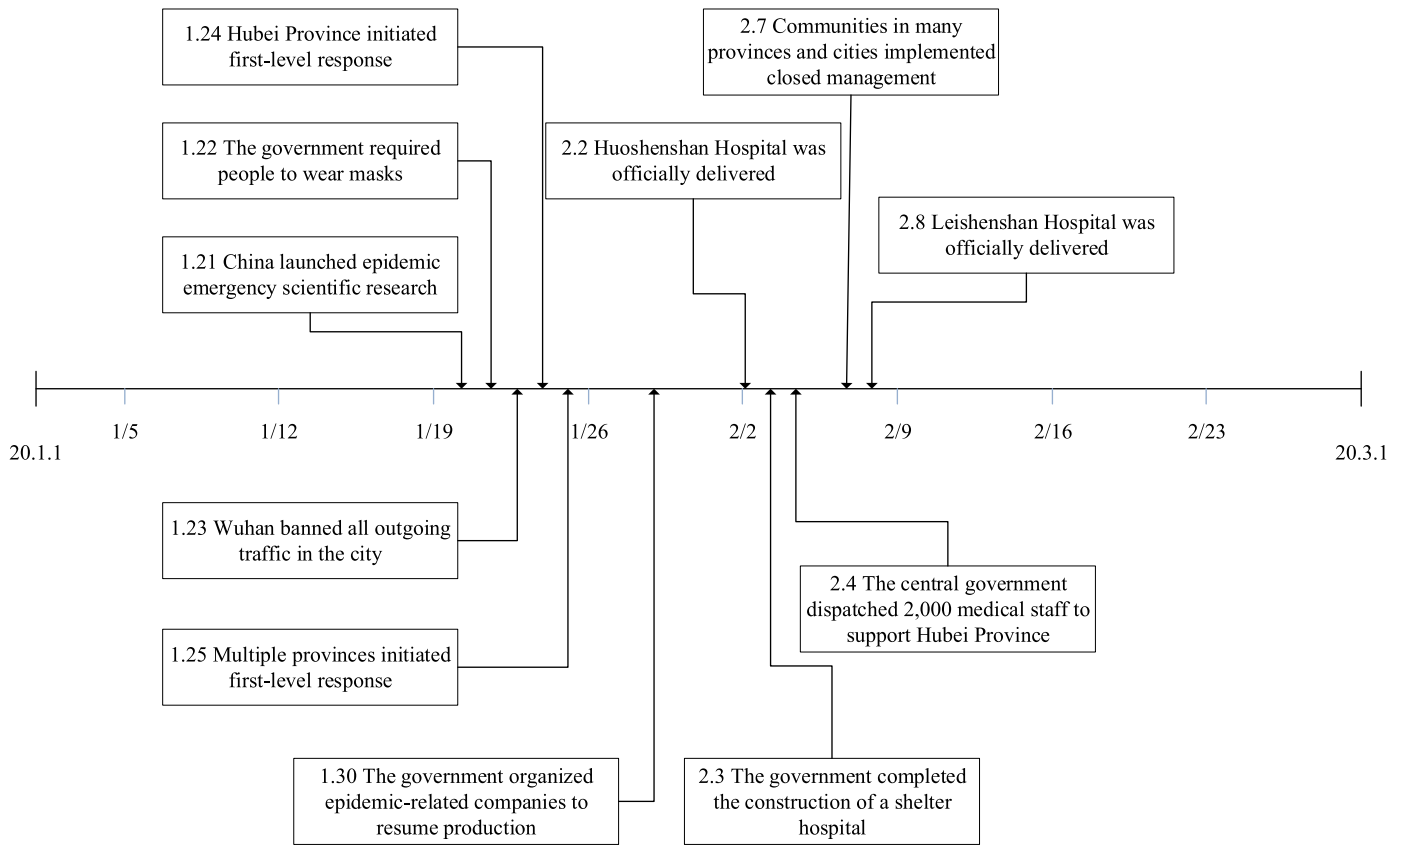 1.24 Hubei Province initiated
first-level response
2.7 Communities in many
provinces and cities implemented
closed management
1.22 The government required
people to wear masks
2.2 Huoshenshan Hospital was
officially delivered
2.8 Leishenshan Hospital was
officially delivered
1.21 China launched epidemic
emergency scientific research
1/5
1/12
1/19
1/26
2/2
2/9
2/16
2/23
20.1.1
20.3.1
1.23 Wuhan banned all outgoing
traffic in the city
2.4 The central government
dispatched 2,000 medical staff to
support Hubei Province
1.25 Multiple provinces initiated
first-level response
1.30 The government organized
epidemic-related companies to
resume production
2.3 The government completed
the construction of a shelter
hospital